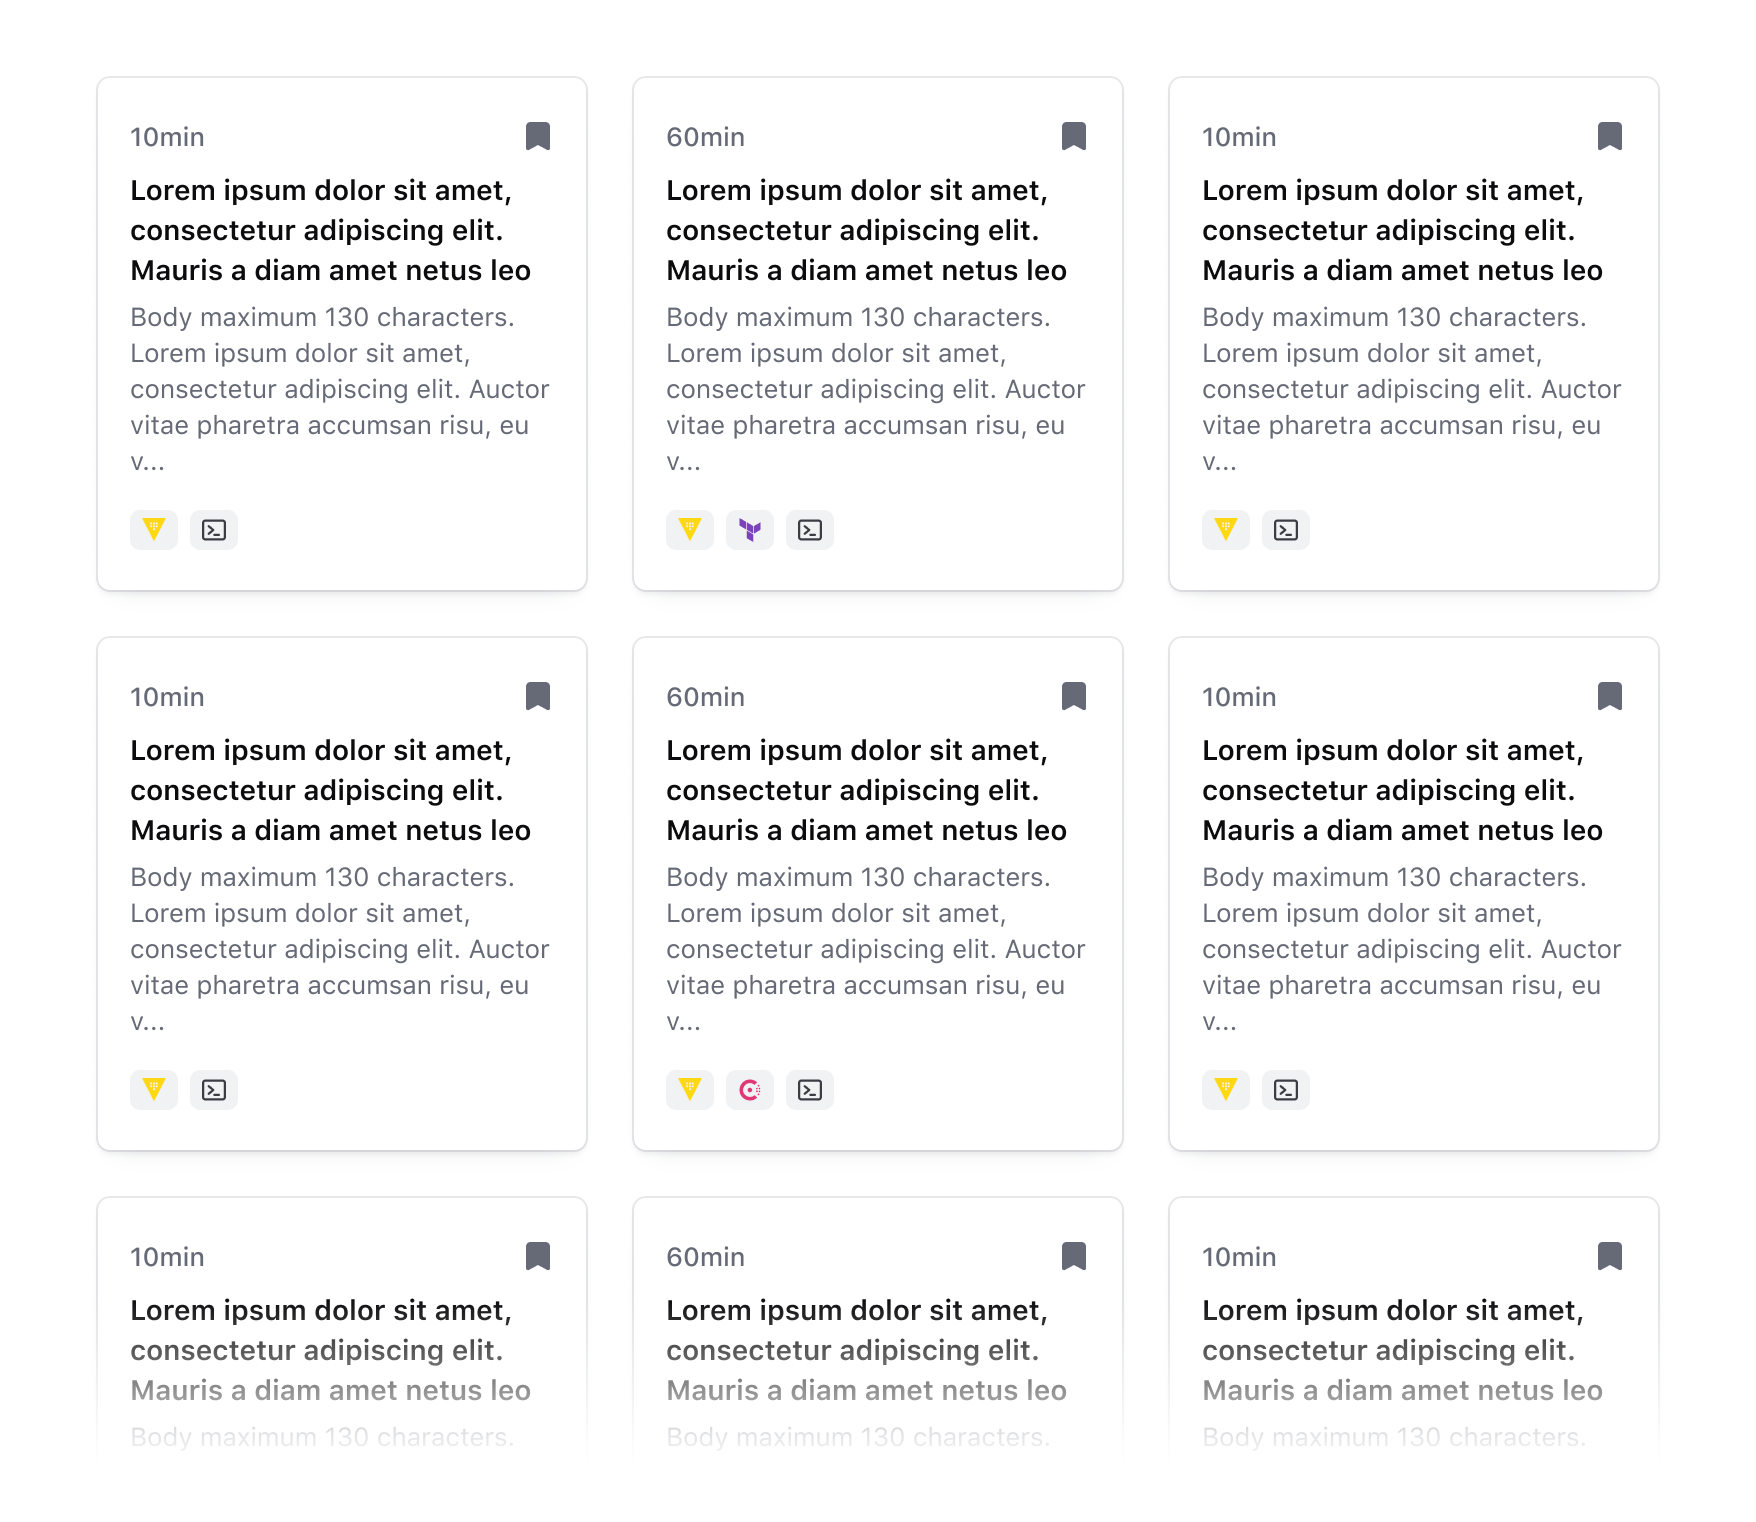 10min
Lorem ipsum dolor sit amet,
consectetur adipiscing elit.
Mauris a diam amet netus leo
Body maximum 130 characters.
Lorem ipsum dolor sit amet,
consectetur adipiscing elit. Auctor
vitae pharetra accumsan risu, eu
v...
60min
Lorem ipsum dolor sit amet,
consectetur adipiscing elit.
Mauris a diam amet netus leo
Body maximum 130 characters.
Lorem ipsum dolor sit amet,
consectetur adipiscing elit. Auctor
vitae pharetra accumsan risu, eu
v...
10min
Lorem ipsum dolor sit amet,
consectetur adipiscing elit.
Mauris a diam amet netus leo
Body maximum 130 characters.
Lorem ipsum dolor sit amet,
consectetur adipiscing elit. Auctor
vitae pharetra accumsan risu, eu
v...
10min
Lorem ipsum dolor sit amet,
consectetur adipiscing elit.
Mauris a diam amet netus leo
Body maximum 130 characters.
Lorem ipsum dolor sit amet,
consectetur adipiscing elit. Auctor
vitae pharetra accumsan risu, eu
v...
60min
Lorem ipsum dolor sit amet,
consectetur adipiscing elit.
Mauris a diam amet netus leo
Body maximum 130 characters.
Lorem ipsum dolor sit amet,
consectetur adipiscing elit. Auctor
vitae pharetra accumsan risu, eu
v...
10min
Lorem ipsum dolor sit amet,
consectetur adipiscing elit.
Mauris a diam amet netus leo
Body maximum 130 characters.
Lorem ipsum dolor sit amet,
consectetur adipiscing elit. Auctor
vitae pharetra accumsan risu, eu
v...
10min
Lorem ipsum dolor sit amet,
consectetur adipiscing elit.
Mauris a diam amet netus leo
Body maximum 130 characters.
60min
Lorem ipsum dolor sit amet,
consectetur adipiscing elit.
Mauris a diam amet netus leo
Body maximum 130 characters.
10min
Lorem ipsum dolor sit amet,
consectetur adipiscing elit.
Mauris a diam amet netus leo
Body maximum 130 characters.